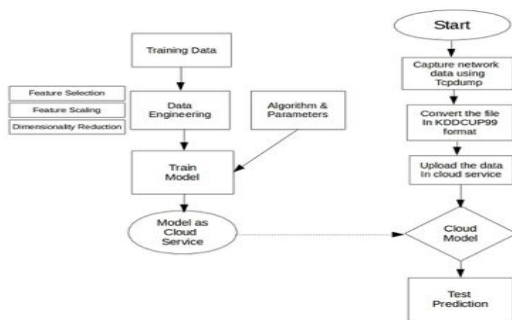 Training Data
Feature Selection
Feature Scaling
Dimensionality Reduction
Data
Engineering
Algorithm &
Parameters
Train
Model
Model as
Cloud
Service
Start
Capture network
data using
Tcpdump
Convert the file
In KDDCUP99
format
Upload the data
In cloud service
Cloud
Model
Test
Prediction